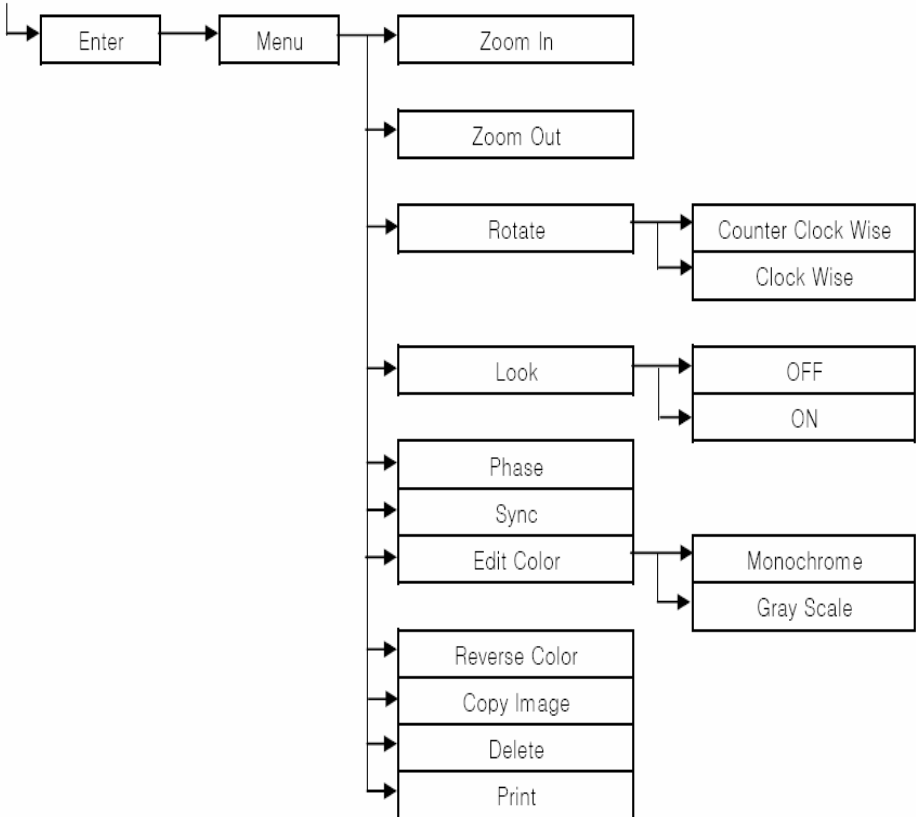 Enter
Menu
Zoom In
Zoom Out
Rotate
Counter Clock Wise
Clock Wise
Look
OFF
ON
Phase
Sync
Edit Color
Monochrome
Gray Scale
Reverse Color
Copy Image
Delete
Print